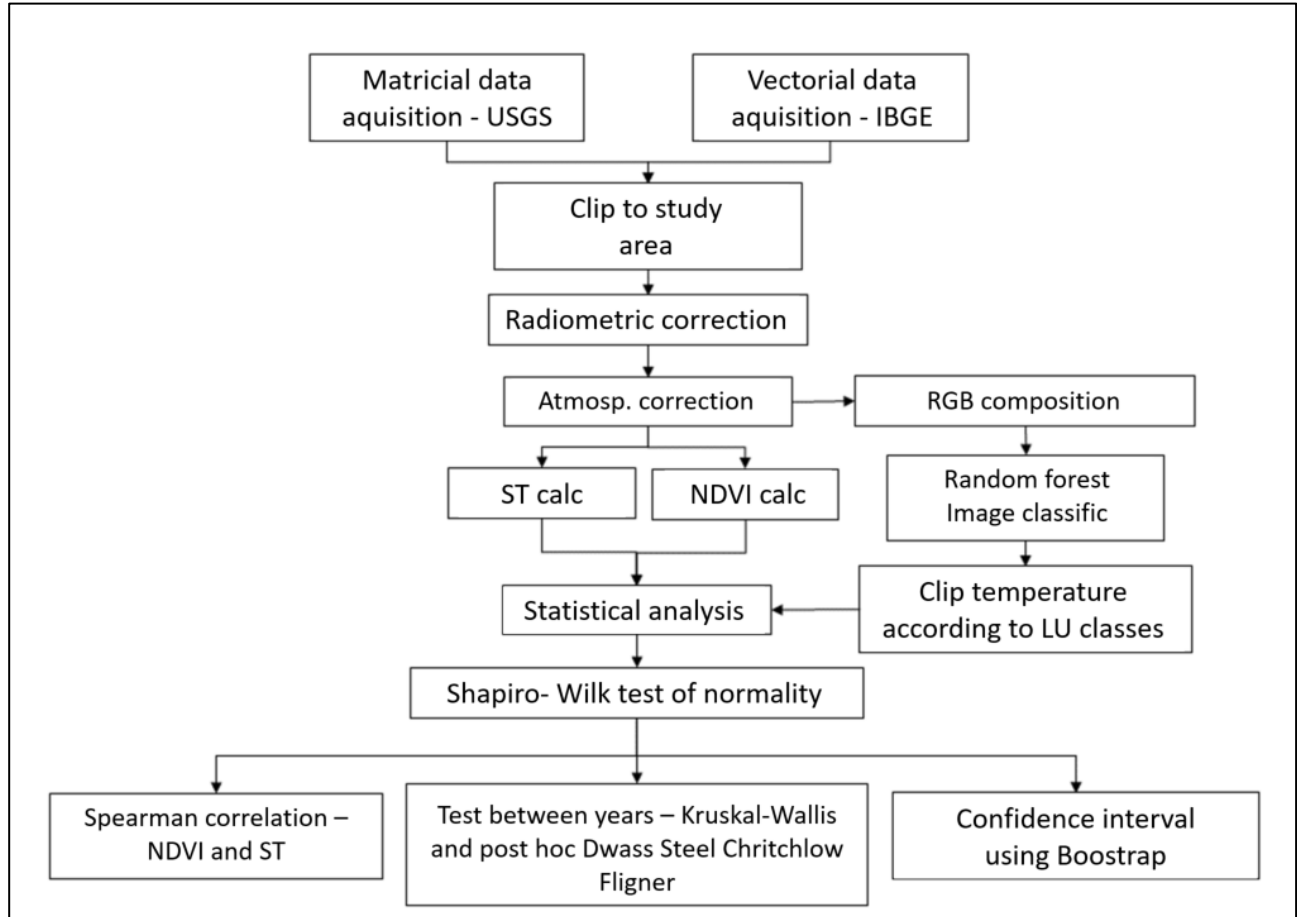 Matricial data
aquisition - USGS
Vectorial data
aquisition - IBGE
Clip to study
area
Radiometric correction
Atmosp. correction
RGB composition
ST calc
NDVI calc
Random forest
Image classific
Statistical analysis
Clip temperature
according to LU classes
Shapiro- Wilk test of normality
Spearman correlation –
NDVI and ST
Test between years – Kruskal-Wallis
and post hoc Dwass Steel Chritchlow
Fligner
Confidence interval
using Boostrap